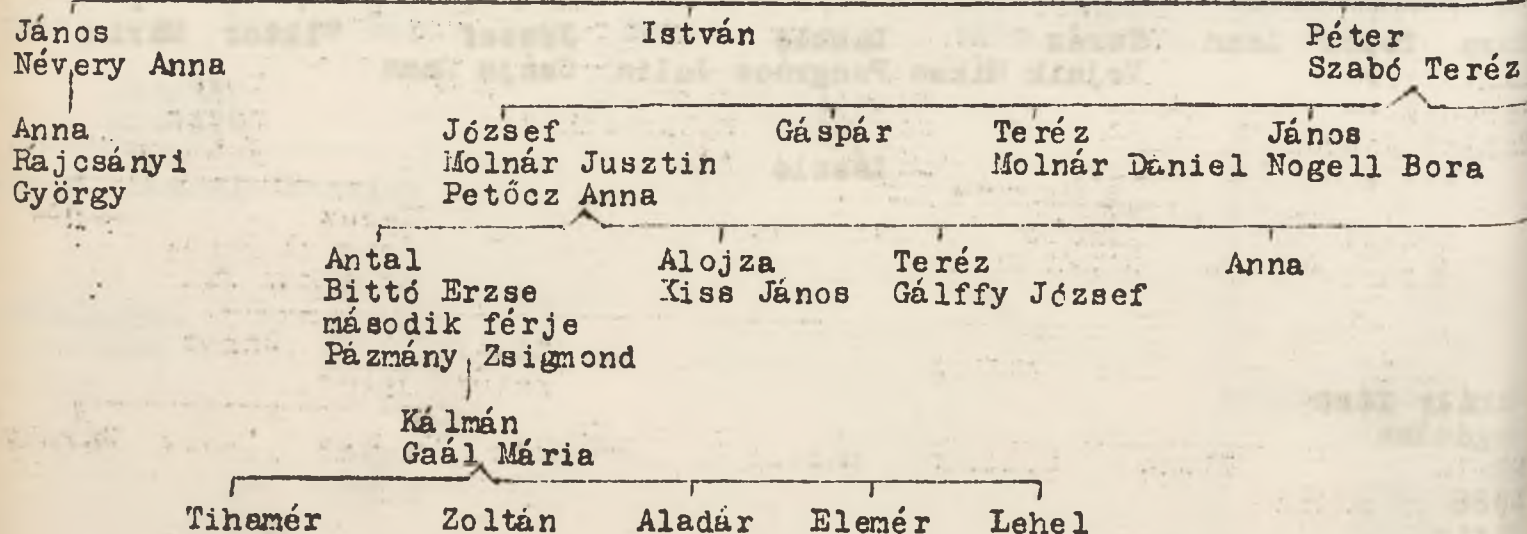 János István Péter
Névery Anna Szabó Teréz
Anna József Gáspár Teréz János
Rajcsányi Molnár Jusztin Molnár Dániel Nogell Bora
György Petőcz Anna
Antal Alojza Teréz Anna
Bittó Erzse Kiss János Gálffy József
második férje
Pázmány Zsigmond
Kálmán
Gaál Mária
Tihamér Zoltán Aladár Elemér Lehel